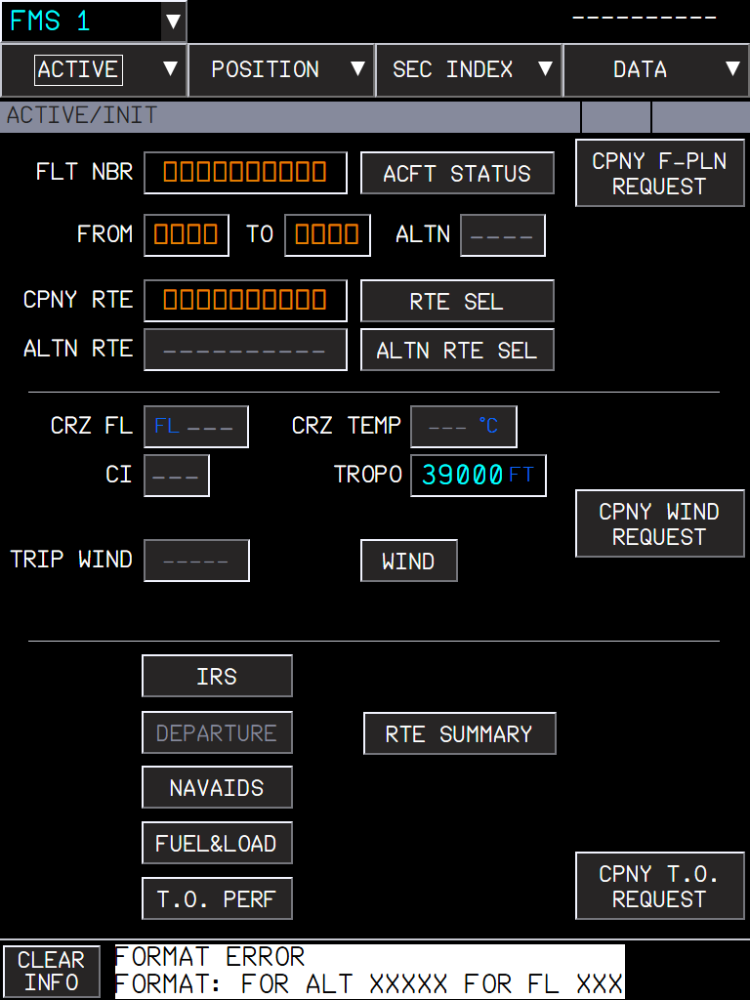 FMS 1 ▼ ----------
ACTIVE ▼ POSITION ▼ SEC INDEX ▼ DATA ▼
ACTIVE/INIT
FLT NBR ▯▯▯▯▯▯▯▯▯▯ ACFT STATUS CPNY F-PLN
REQUEST
FROM ▯▯▯▯ TO ▯▯▯▯ ALTN ----
CPNY RTE ▯▯▯▯▯▯▯▯▯▯ RTE SEL
ALTN RTE ---------- ALTN RTE SEL
CRZ FL FL --- CRZ TEMP --- °C
CI --- TROPO 39000 FT
CPNY WIND
REQUEST
TRIP WIND ----- WIND
IRS
DEPARTURE RTE SUMMARY
NAVAIDS
FUEL&LOAD
T.O. PERF CPNY T.O.
REQUEST
CLEAR
INFO
FORMAT ERROR
FORMAT: FOR ALT XXXXX FOR FL XXX